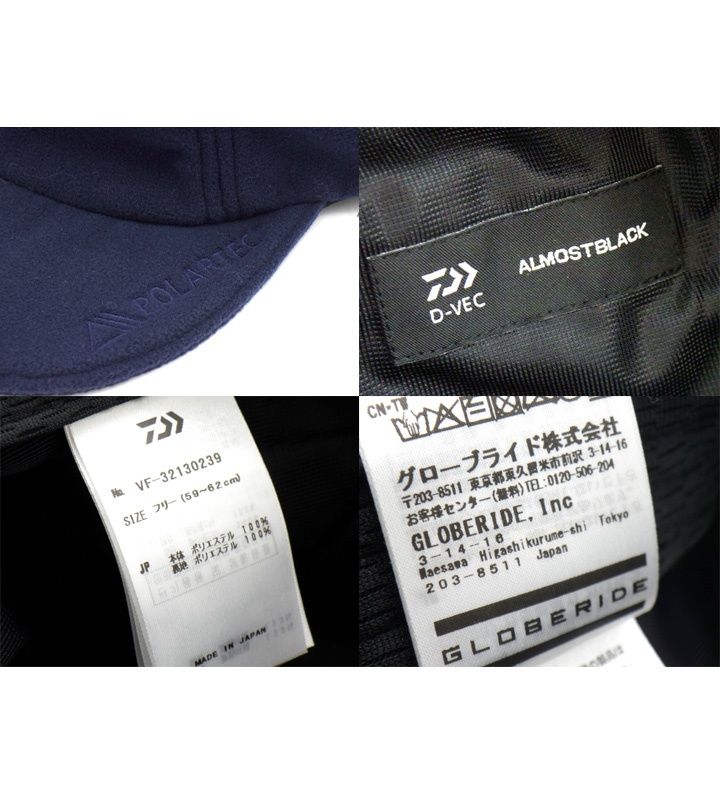 POLARTEC
D-VEC
ALMOSTBLACK
No. VF-32130239
SIZE フリー (59~62cm)
JP 本体 ポリエステル 100%
裏地 ポリエステル 100%
MADE IN JAPAN
CN・TW
グローブライド株式会社
〒203-8511 東京都東久留米市前沢 3-14-16
お客様センター(無料)TEL:0120-506-204
GLOBERIDE, Inc
3-14-16
Maesawa Higashikurume-shi Tokyo
203-8511 Japan
GLOBERIDE